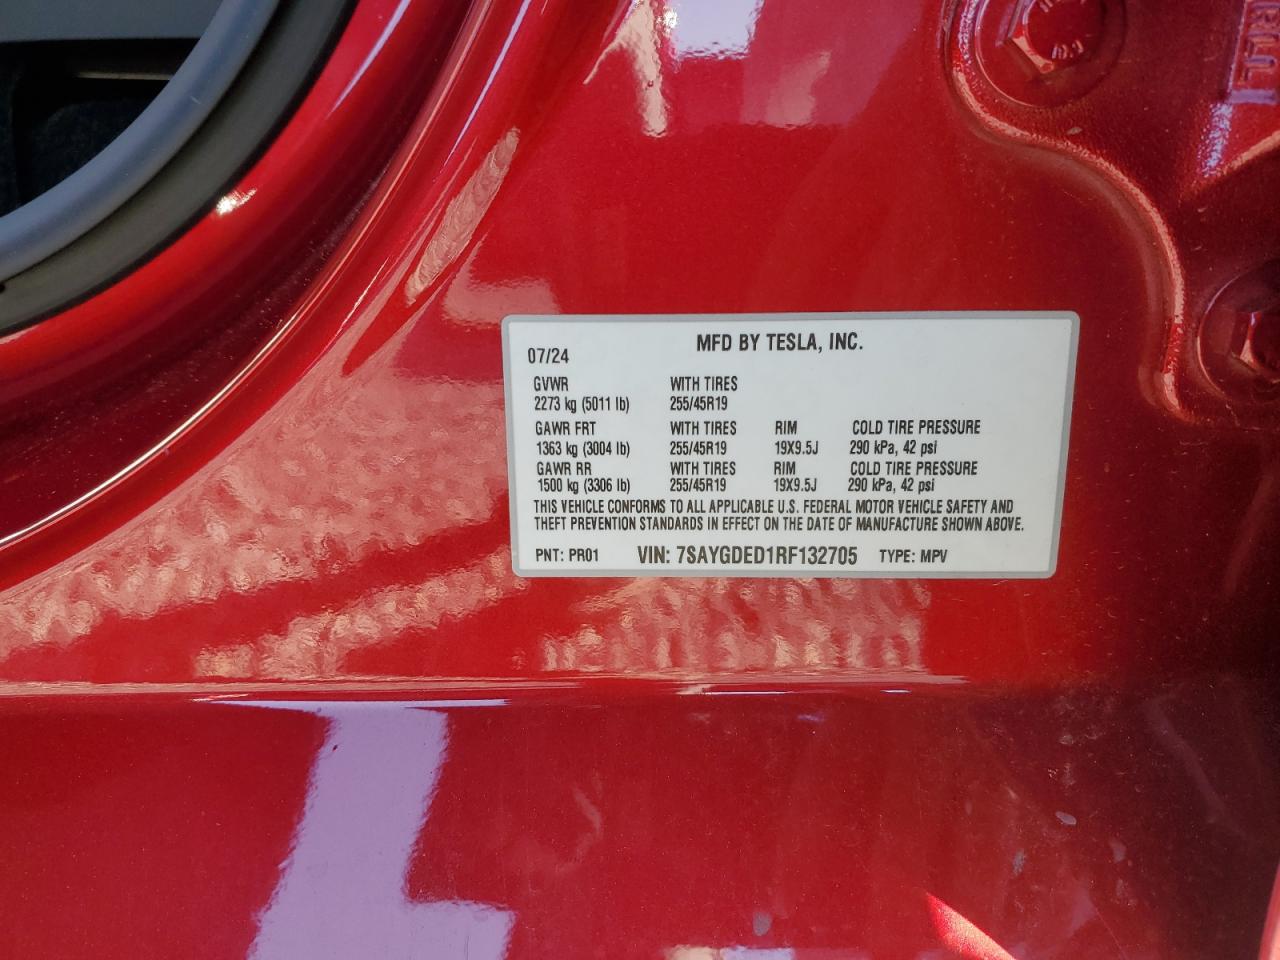 MFD BY TESLA, INC.
07/24
GVWR WITH TIRES
2273 kg (5011 lb) 255/45R19
GAWR FRT WITH TIRES RIM COLD TIRE PRESSURE
1363 kg (3004 lb) 255/45R19 19X9.5J 290 kPa, 42 psi
GAWR RR WITH TIRES RIM COLD TIRE PRESSURE
1500 kg (3306 lb) 255/45R19 19X9.5J 290 kPa, 42 psi
THIS VEHICLE CONFORMS TO ALL APPLICABLE U.S. FEDERAL MOTOR VEHICLE SAFETY AND
THEFT PREVENTION STANDARDS IN EFFECT ON THE DATE OF MANUFACTURE SHOWN ABOVE.
PNT: PR01 VIN: 7SAYGDED1RF132705 TYPE: MPV